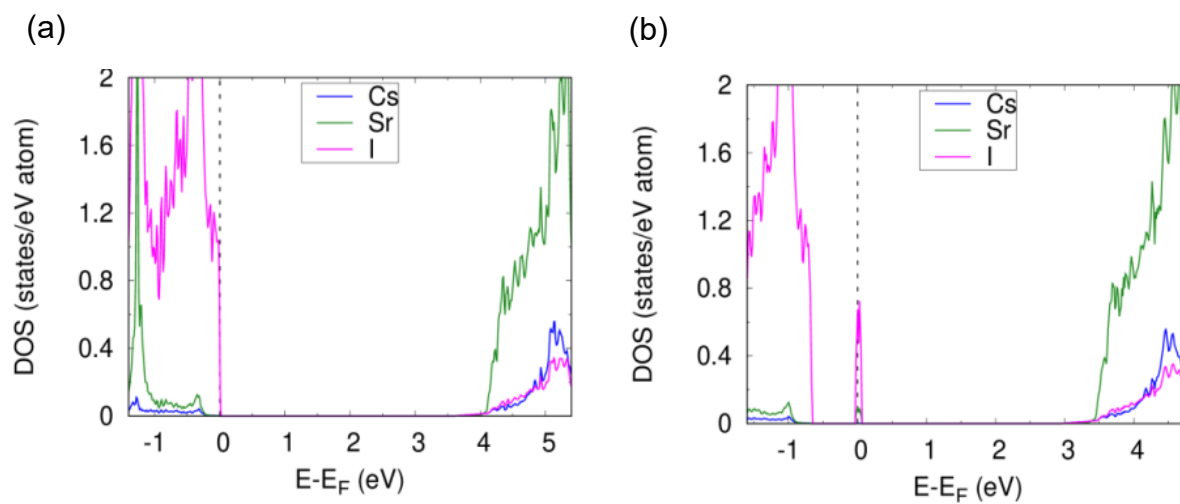 (a)
(b)
DOS (states/eV atom)
2
1.6
1.2
0.8
0.4
0
Cs
Sr
I
-1
0
1
2
3
4
5
E-E_F (eV)
DOS (states/eV atom)
2
1.6
1.2
0.8
0.4
0
Cs
Sr
I
-1
0
1
2
3
4
E-E_F (eV)